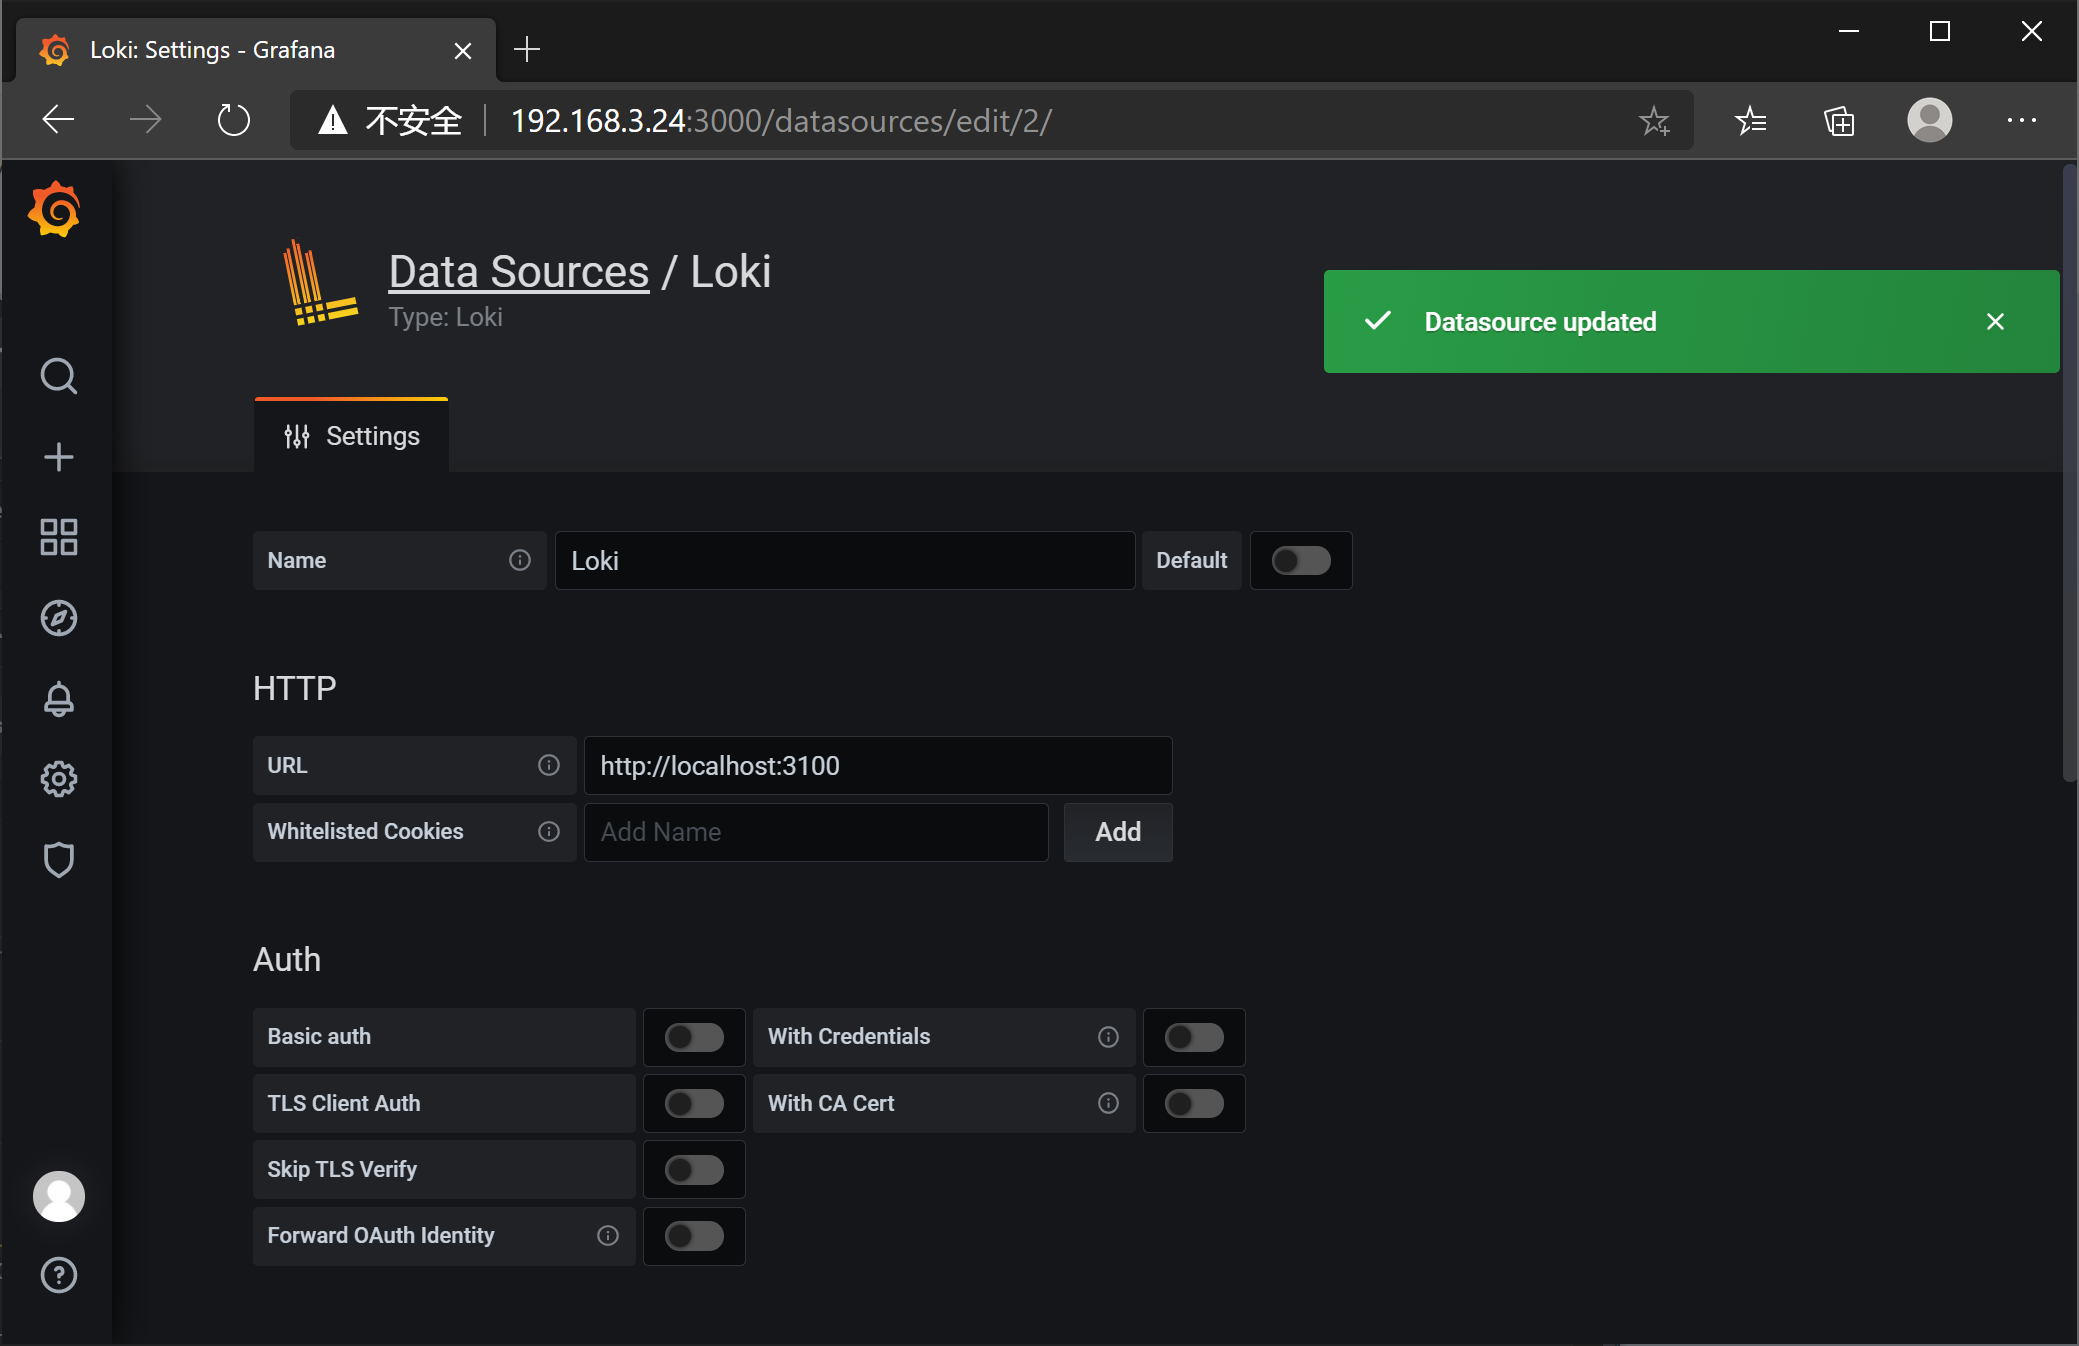 Loki: Settings - Grafana
不安全 192.168.3.24:3000/datasources/edit/2/
Data Sources / Loki
Type: Loki
Datasource updated
Settings
Name Loki Default
HTTP
URL http://localhost:3100
Whitelisted Cookies Add Name Add
Auth
Basic auth With Credentials
TLS Client Auth With CA Cert
Skip TLS Verify
Forward OAuth Identity